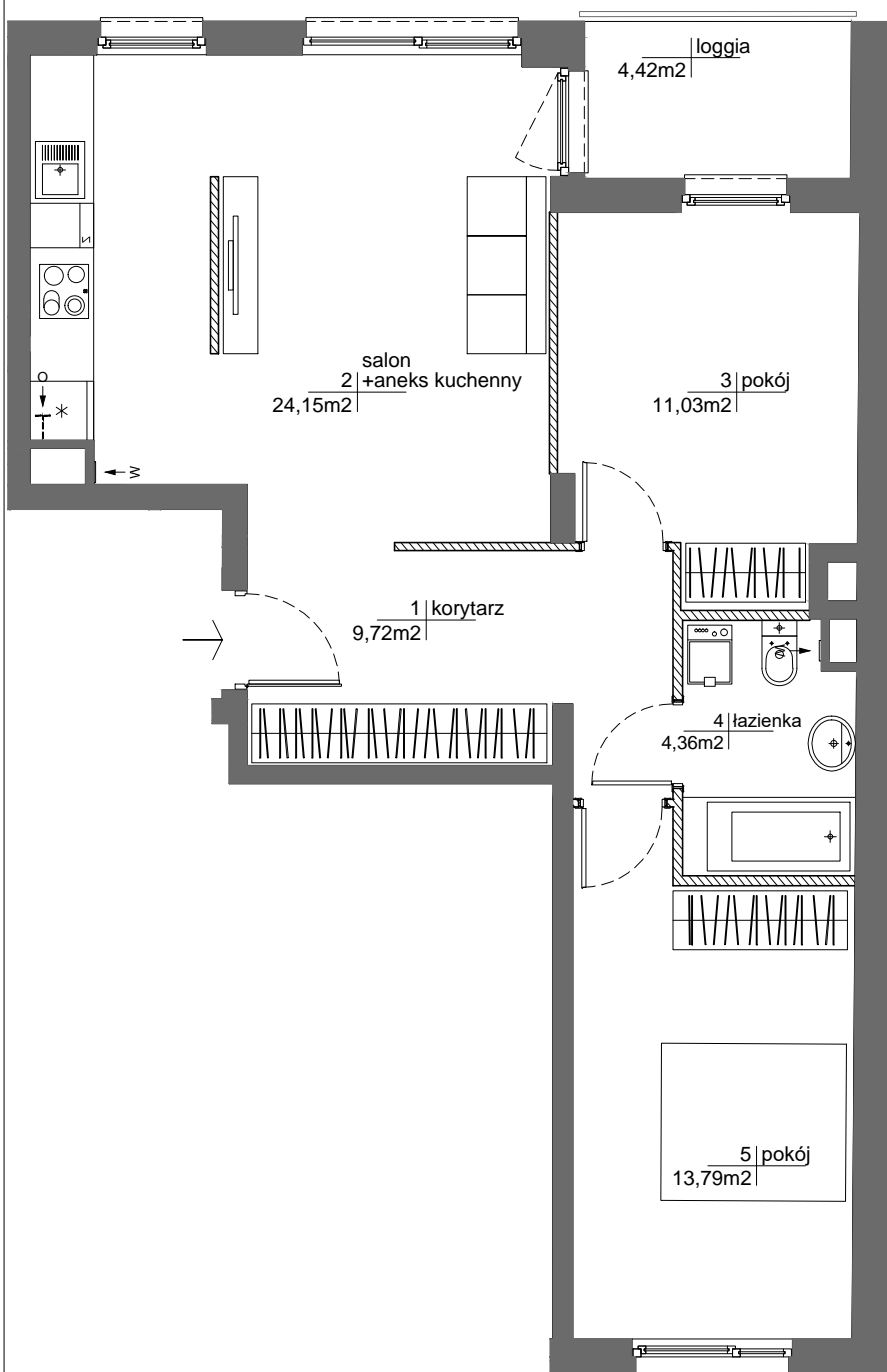 loggia
4,42m2
salon
2 +aneks kuchenny
24,15m2
3 pokój
11,03m2
O
W
1 korytarz
9,72m2
W
4 łazienka
4,36m2
5 pokój
13,79m2